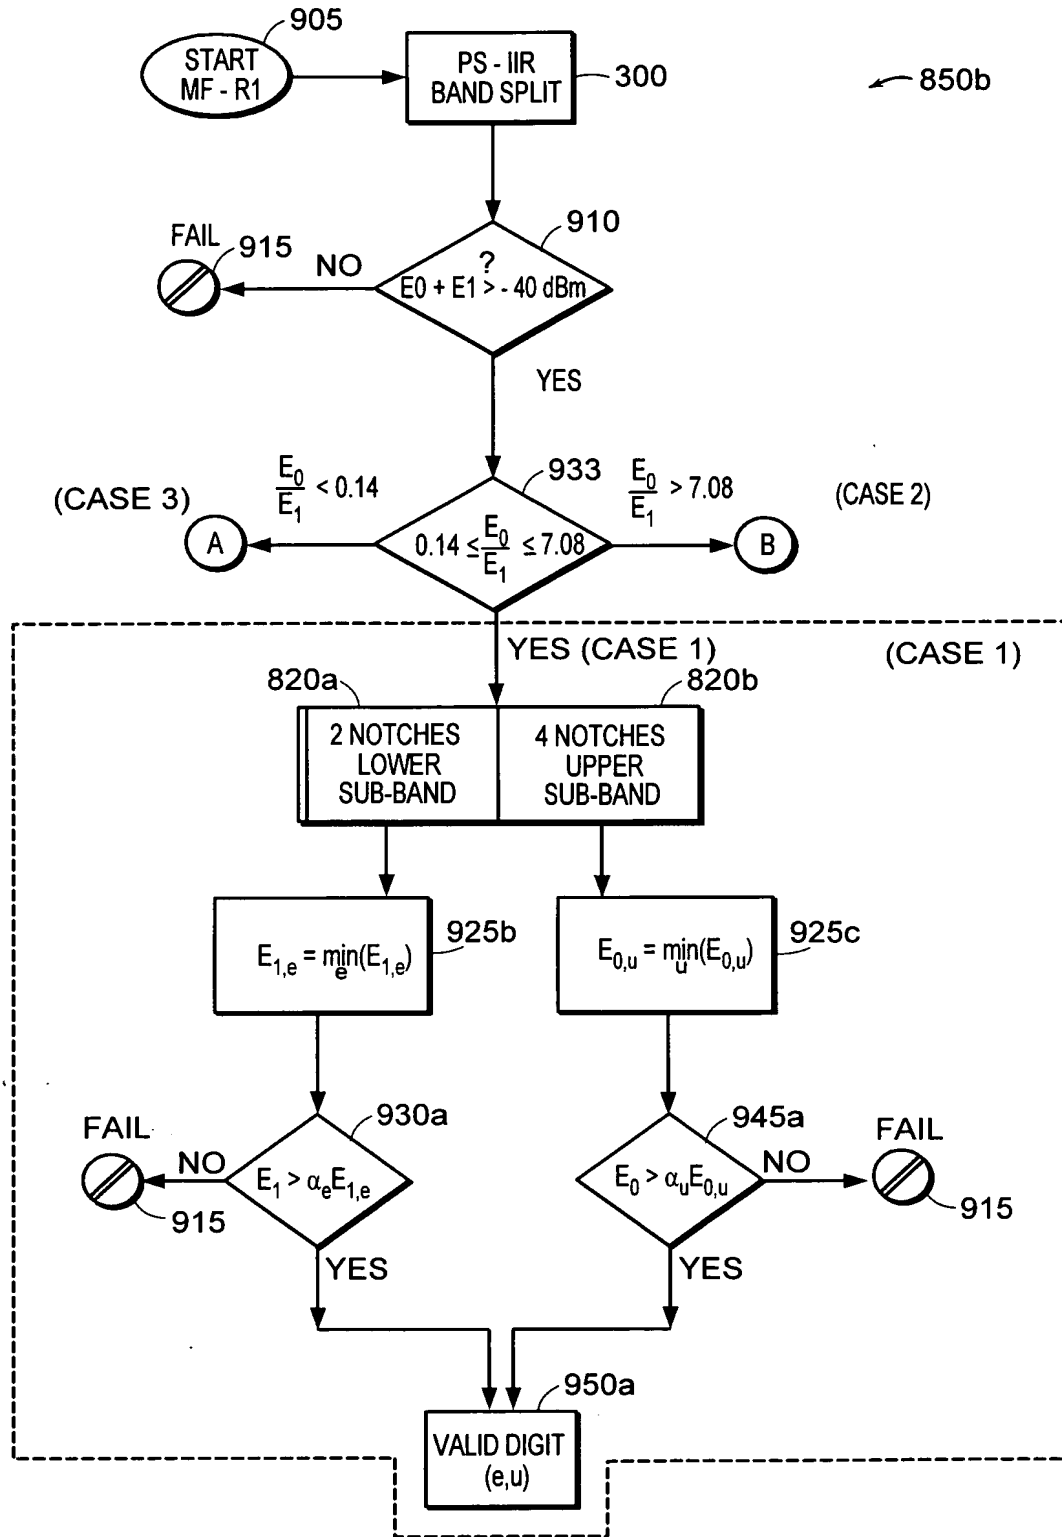 905
START
MF - R1
PS - IIR
BAND SPLIT
300
850b
910
FAIL
915
NO
?
E0 + E1 > - 40 dBm
YES
933
(CASE 3)
E₀
E₁
< 0.14
E₀
E₁
> 7.08
(CASE 2)
A
0.14 ≤ E₀
E₁
≤ 7.08
B
YES (CASE 1)
(CASE 1)
820a
820b
2 NOTCHES
LOWER
SUB-BAND
4 NOTCHES
UPPER
SUB-BAND
925b
925c
E₁,e = min(E₁,e)
e
E₀,u = min(E₀,u)
u
930a
945a
FAIL
NO
915
E₁ > αeE₁,e
E₀ > αuE₀,u
NO
FAIL
915
YES
YES
950a
VALID DIGIT
(e,u)